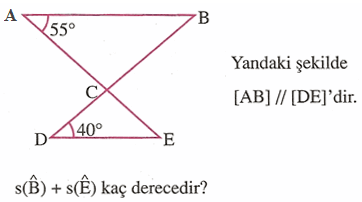 A
B
55°
C
D
40°
E
Yandaki şekilde
[AB] // [DE]'dir.
s(B̂) + s(Ê) kaç derecedir?